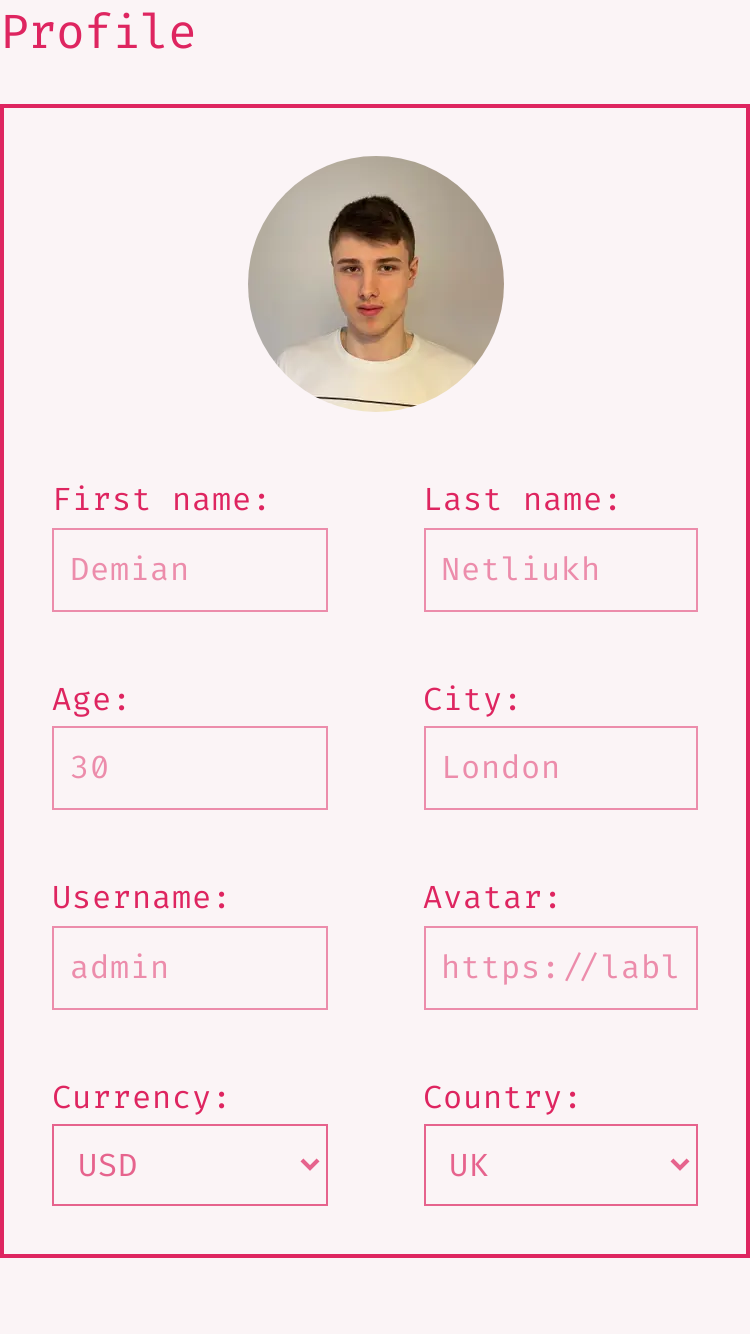 Profile
First name: Last name:
Demian Netliukh
Age: City:
30 London
Username: Avatar:
admin https://labl
Currency: Country:
USD UK